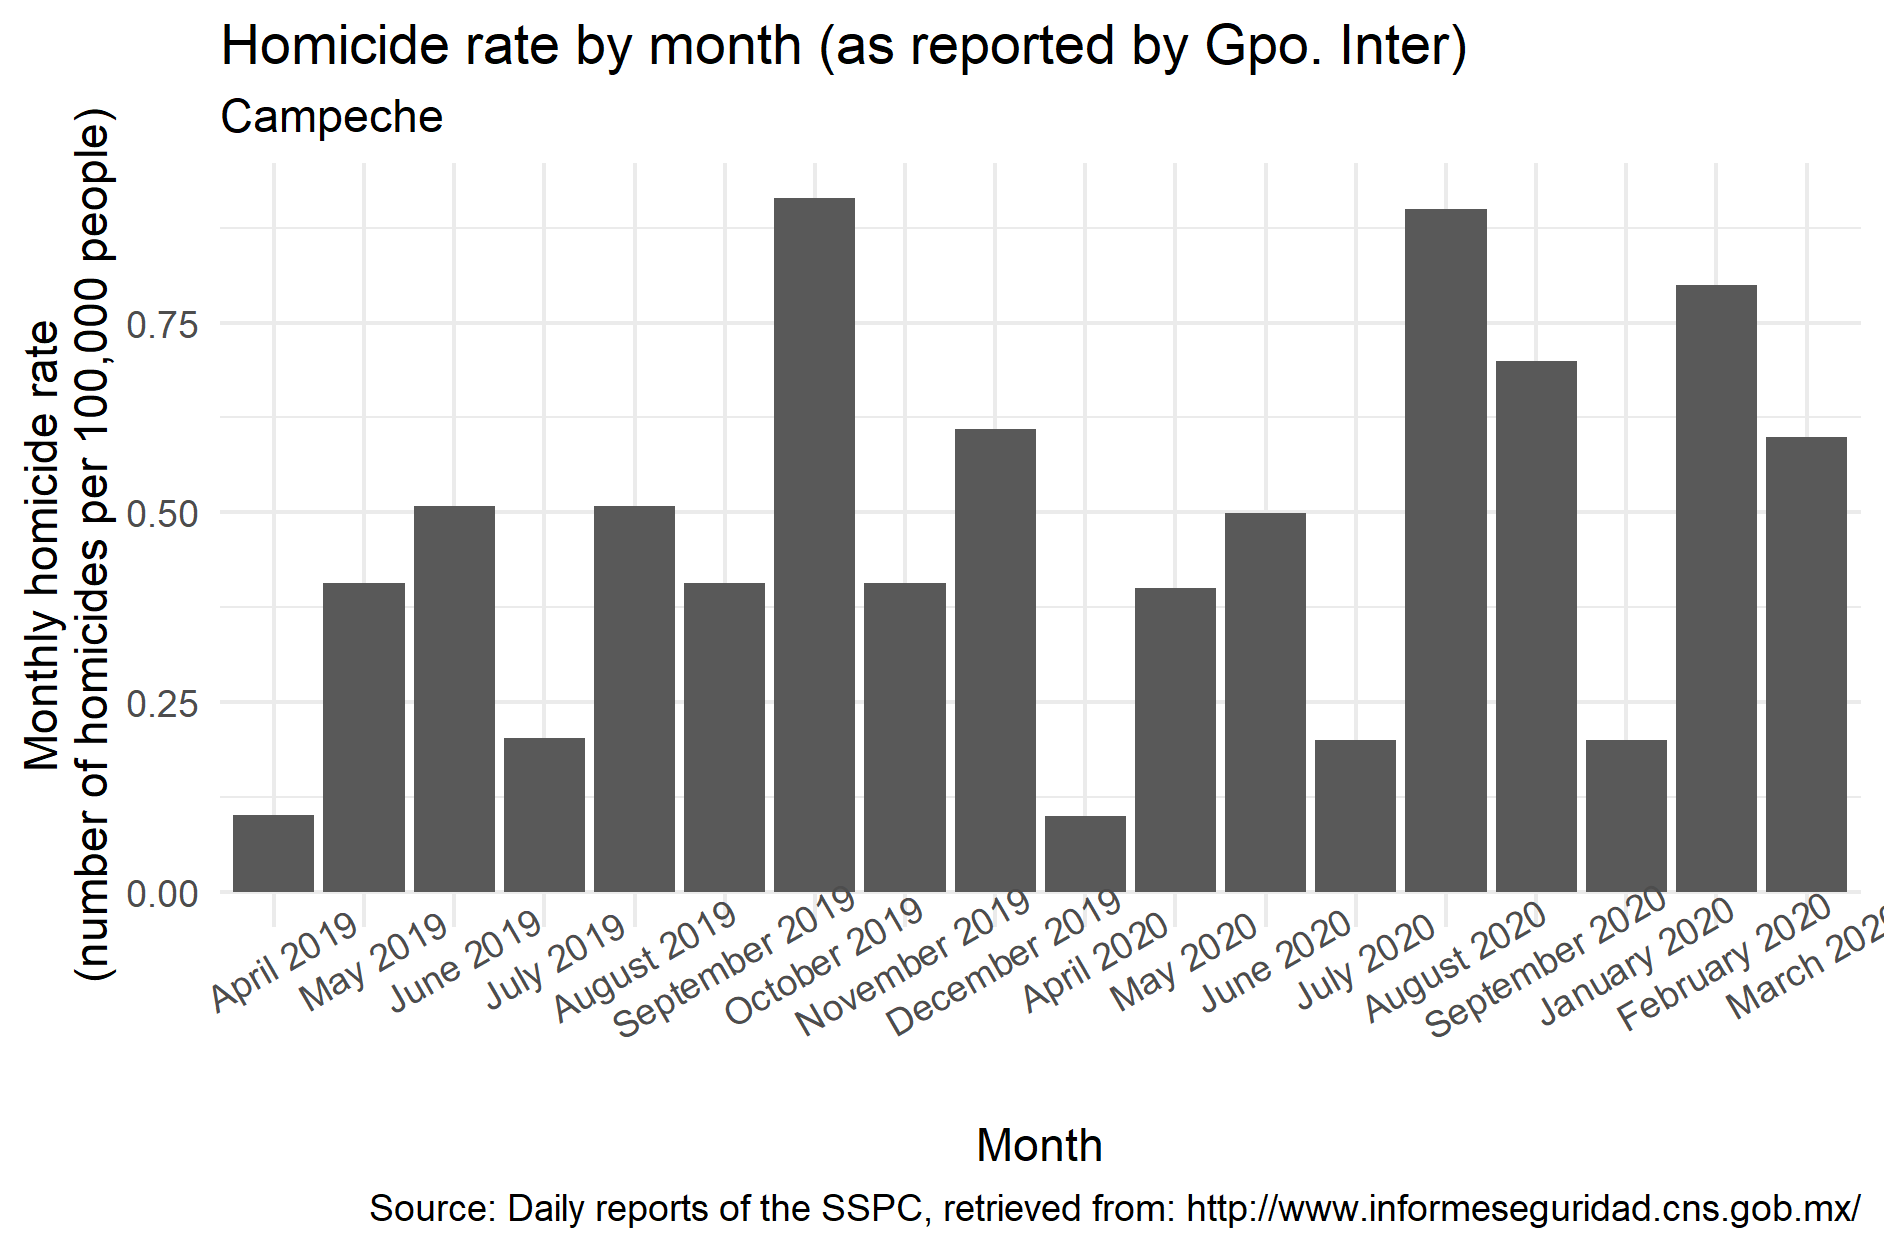 Homicide rate by month (as reported by Gpo. Inter)
Campeche
Monthly homicide rate
(number of homicides per 100,000 people)
0.75
0.50
0.25
0.00
April 2019
May 2019
June 2019
July 2019
August 2019
September 2019
October 2019
November 2019
December 2019
April 2020
May 2020
June 2020
July 2020
August 2020
September 2020
January 2020
February 2020
March 2020
Month
Source: Daily reports of the SSPC, retrieved from: http://www.informeseguridad.cns.gob.mx/